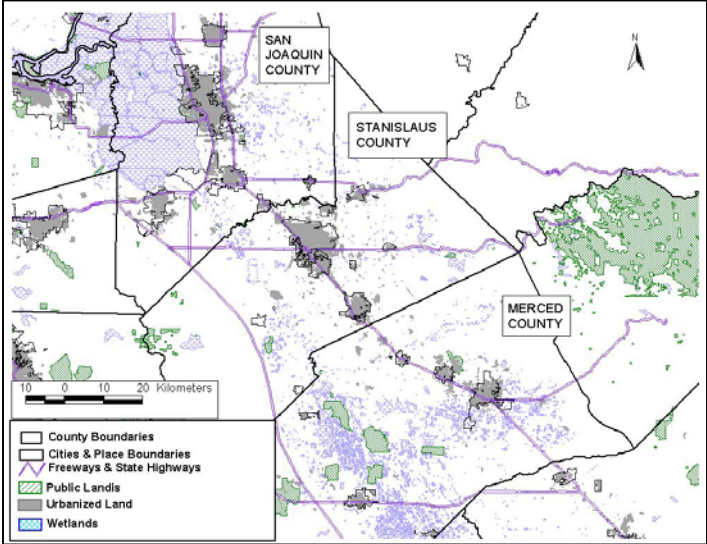 SAN
JOAQUIN
COUNTY
N
STANISLAUS
COUNTY
MERCED
COUNTY
10 0 10 20 Kilometers
County Boundaries
Cities & Place Boundaries
Freeways & State Highways
Public Landis
Urbanized Land
Wetlands